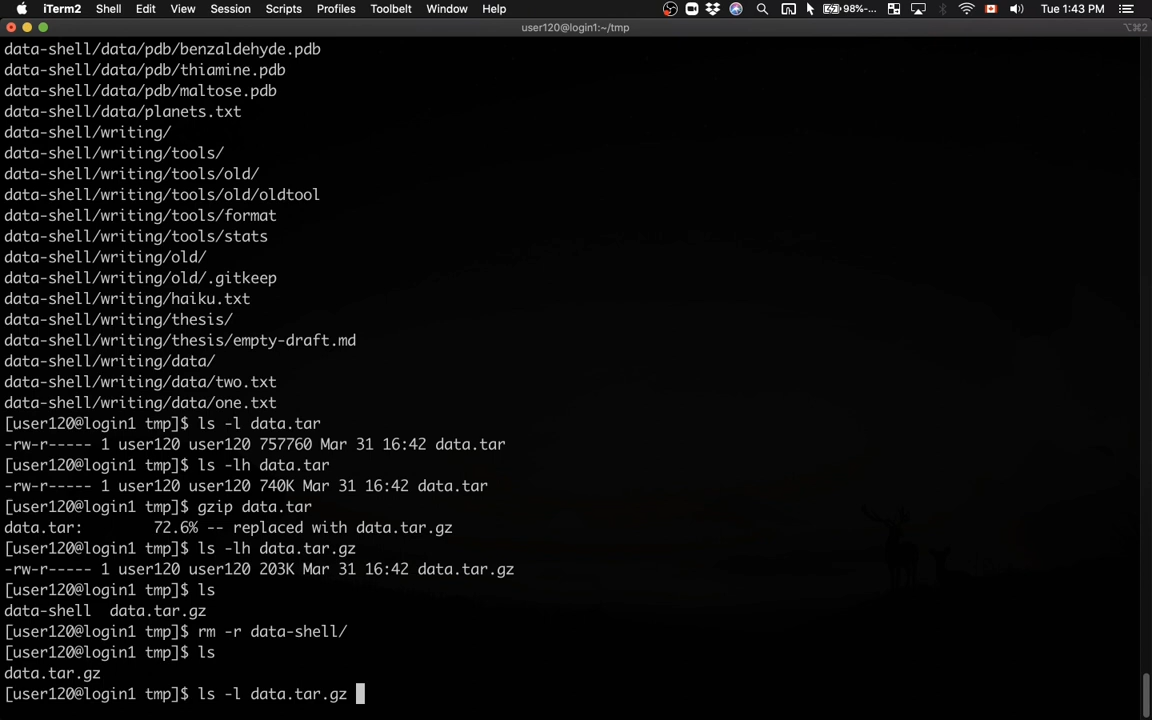 iTerm2 Shell Edit View Session Scripts Profiles Toolbelt Window Help 98%-... Tue 1:43 PM
user120@login1:~/tmp ⌥⌘2
data-shell/data/pdb/benzaldehyde.pdb
data-shell/data/pdb/thiamine.pdb
data-shell/data/pdb/maltose.pdb
data-shell/data/planets.txt
data-shell/writing/
data-shell/writing/tools/
data-shell/writing/tools/old/
data-shell/writing/tools/old/oldtool
data-shell/writing/tools/format
data-shell/writing/tools/stats
data-shell/writing/old/
data-shell/writing/old/.gitkeep
data-shell/writing/haiku.txt
data-shell/writing/thesis/
data-shell/writing/thesis/empty-draft.md
data-shell/writing/data/
data-shell/writing/data/two.txt
data-shell/writing/data/one.txt
[user120@login1 tmp]$ ls -l data.tar
-rw-r----- 1 user120 user120 757760 Mar 31 16:42 data.tar
[user120@login1 tmp]$ ls -lh data.tar
-rw-r----- 1 user120 user120 740K Mar 31 16:42 data.tar
[user120@login1 tmp]$ gzip data.tar
data.tar:        72.6% -- replaced with data.tar.gz
[user120@login1 tmp]$ ls -lh data.tar.gz
-rw-r----- 1 user120 user120 203K Mar 31 16:42 data.tar.gz
[user120@login1 tmp]$ ls
data-shell  data.tar.gz
[user120@login1 tmp]$ rm -r data-shell/
[user120@login1 tmp]$ ls
data.tar.gz
[user120@login1 tmp]$ ls -l data.tar.gz